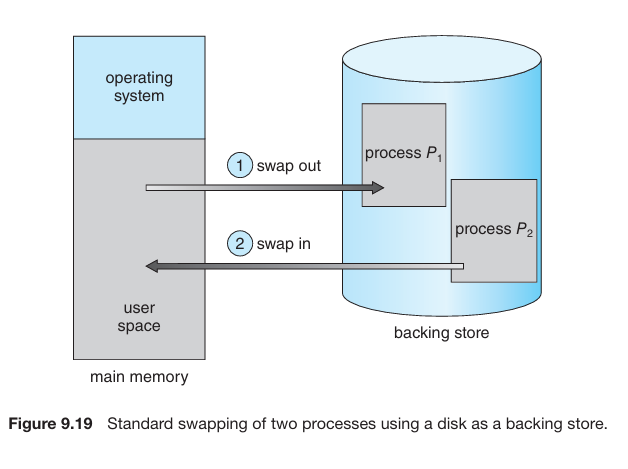 operating
system
1 swap out
process P₁
process P₂
2 swap in
user
space
backing store
main memory
Figure 9.19 Standard swapping of two processes using a disk as a backing store.